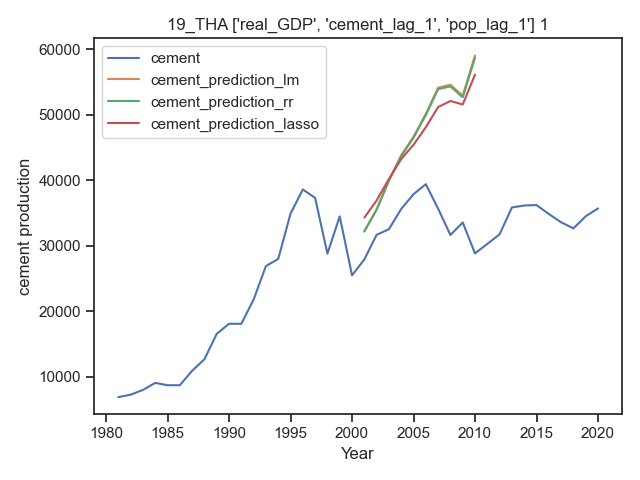 19_THA ['real_GDP', 'cement_lag_1', 'pop_lag_1'] 1
cement
cement_prediction_lm
cement_prediction_rr
cement_prediction_lasso
cement production
60000
50000
40000
30000
20000
10000
1980 1985 1990 1995 2000 2005 2010 2015 2020
Year